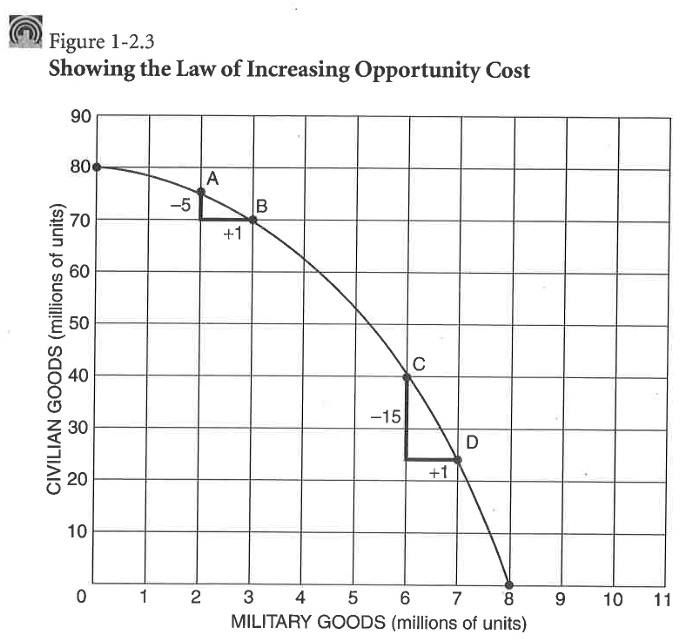 Figure 1-2.3
Showing the Law of Increasing Opportunity Cost
90
80
A
-5
B
70
+1
60
50
C
40
-15
30
D
+1
20
10
0 1 2 3 4 5 6 7 8 9 10 11
CIVILIAN GOODS (millions of units)
MILITARY GOODS (millions of units)